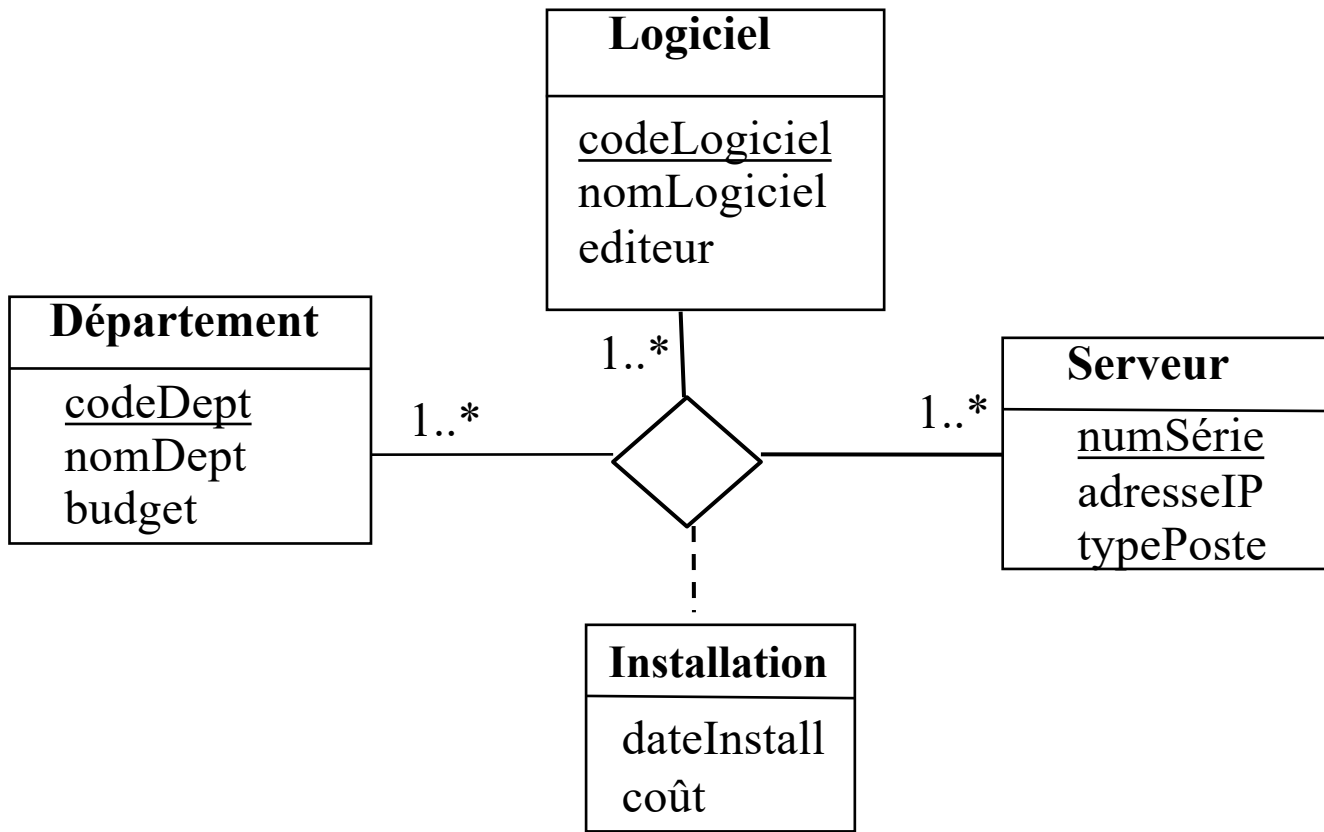 Logiciel
codeLogiciel
nomLogiciel
editeur
Département
codeDept
nomDept
budget
1..*
1..*
1..*
Serveur
numSérie
adresseIP
typePoste
Installation
dateInstall
coût